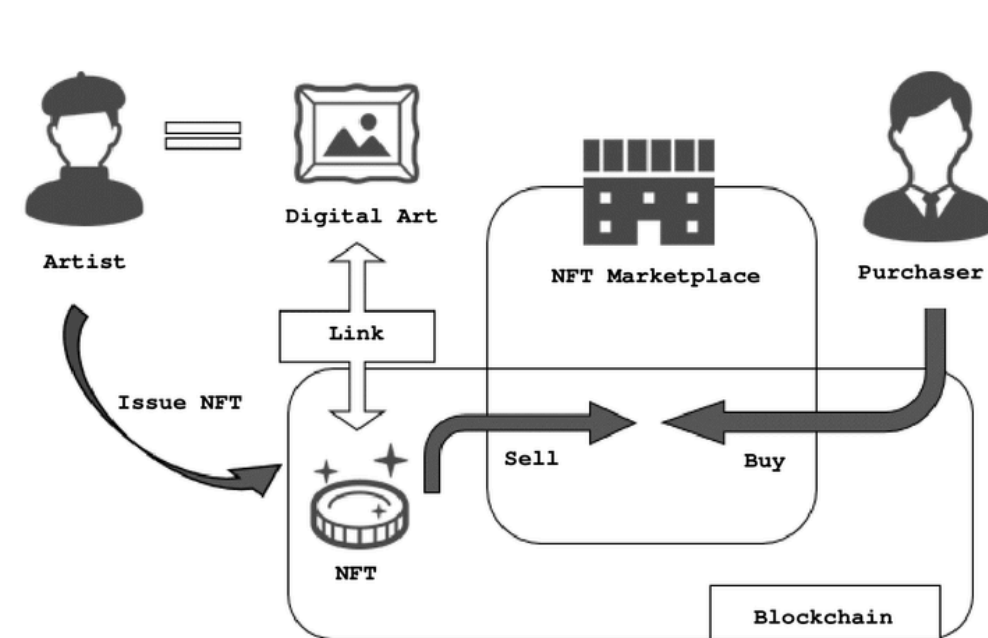 Digital Art
Artist
NFT Marketplace
Purchaser
Link
Issue NFT
Sell
Buy
NFT
Blockchain